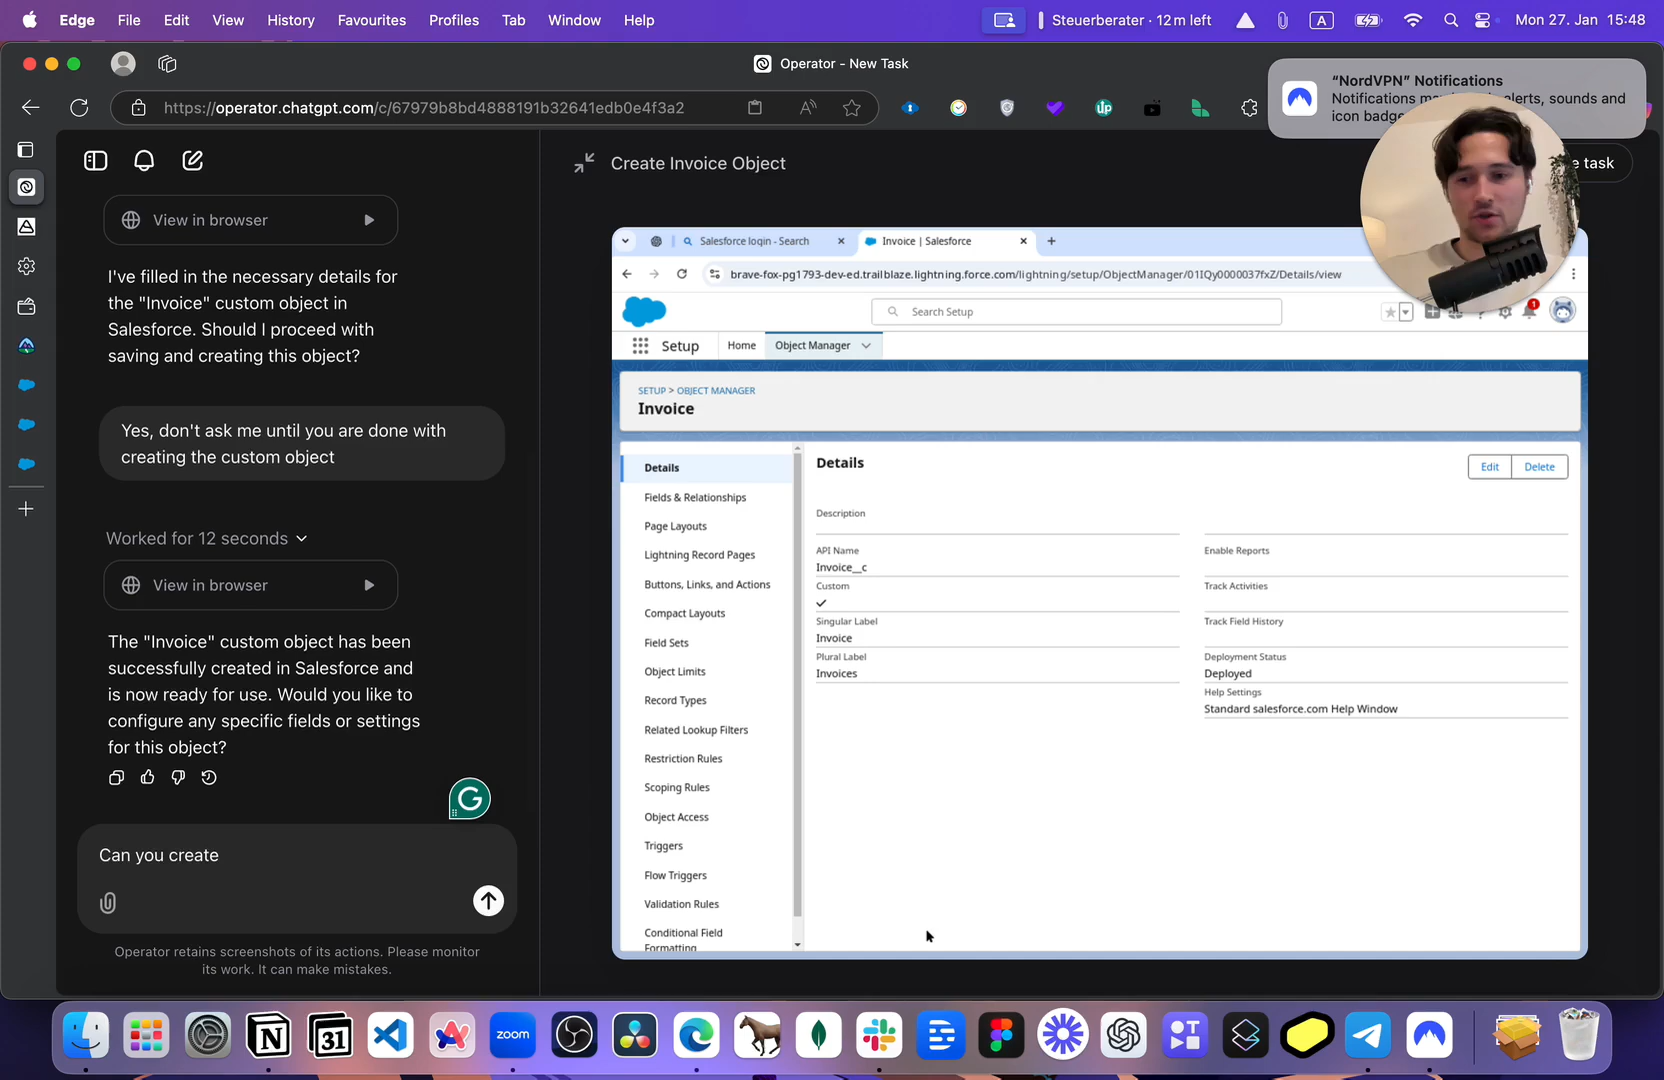 Edge File Edit View History Favourites Profiles Tab Window Help
Steuerberater · 12 m left
A
Mon 27. Jan 15:48
Operator - New Task
“NordVPN” Notifications
Notifications
alerts, sounds and
icon
https://operator.chatgpt.com/c/67979b8bd4888191b32641edb0e4f3a2
up
View in browser
I've filled in the necessary details for
the "Invoice" custom object in
Salesforce. Should I proceed with
saving and creating this object?
Yes, don't ask me until you are done with
creating the custom object
Worked for 12 seconds
View in browser
The "Invoice" custom object has been
successfully created in Salesforce and
is now ready for use. Would you like to
configure any specific fields or settings
for this object?
G
Can you create
Operator retains screenshots of its actions. Please monitor
its work. It can make mistakes.
Create Invoice Object
task
Salesforce login - Search
Invoice | Salesforce
brave-fox-pg1793-dev-ed.trailblaze.lightning.force.com/lightning/setup/ObjectManager/01IQy0000037fxZ/Details/view
Search Setup
1
Setup Home Object Manager
SETUP > OBJECT MANAGER
Invoice
Details
Fields & Relationships
Page Layouts
Lightning Record Pages
Buttons, Links, and Actions
Compact Layouts
Field Sets
Object Limits
Record Types
Related Lookup Filters
Restriction Rules
Scoping Rules
Object Access
Triggers
Flow Triggers
Validation Rules
Conditional Field
Formatting
Details
Edit Delete
Description
API Name
Invoice__c
Custom
Singular Label
Invoice
Plural Label
Invoices
Enable Reports
Track Activities
Track Field History
Deployment Status
Deployed
Help Settings
Standard salesforce.com Help Window
31
zoom